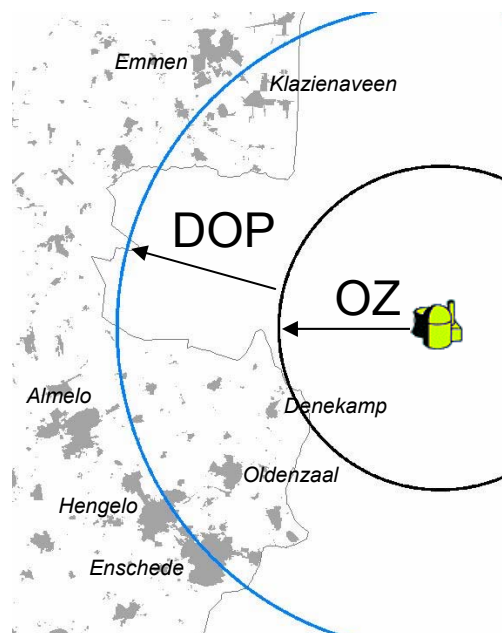 Emmen
Klazienaveen
DOP
OZ
Almelo
Denekamp
Oldenzaal
Hengelo
Enschede